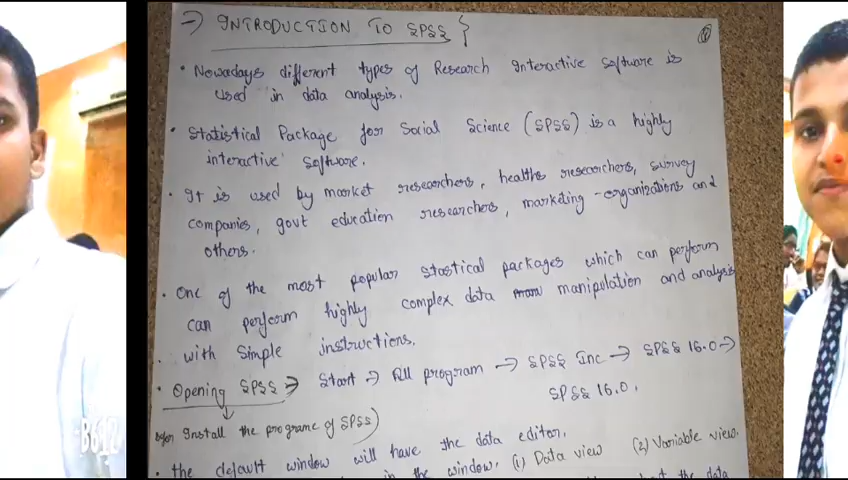 → INTRODUCTION TO SPSS }
• Nowadays different types of Research Interactive software is
used in data analysis.
• Statistical Package for Social Science (SPSS) is a highly
interactive software.
• It is used by market researchers, healths researchers, survey
companies, govt education researchers, marketing - organizations and
others.
• One of the most popular stastical packages which can perform
can perform highly complex data manipulation and analysis
with simple instructions.
• Opening SPSS → Start → All program → SPSS Inc → SPSS 16.0 →
SPSS 16.0.
Install the programe of SPSS)
• the default window will have the data editor.
in the window. (1) Data view (2) Variable view.
the data
B612